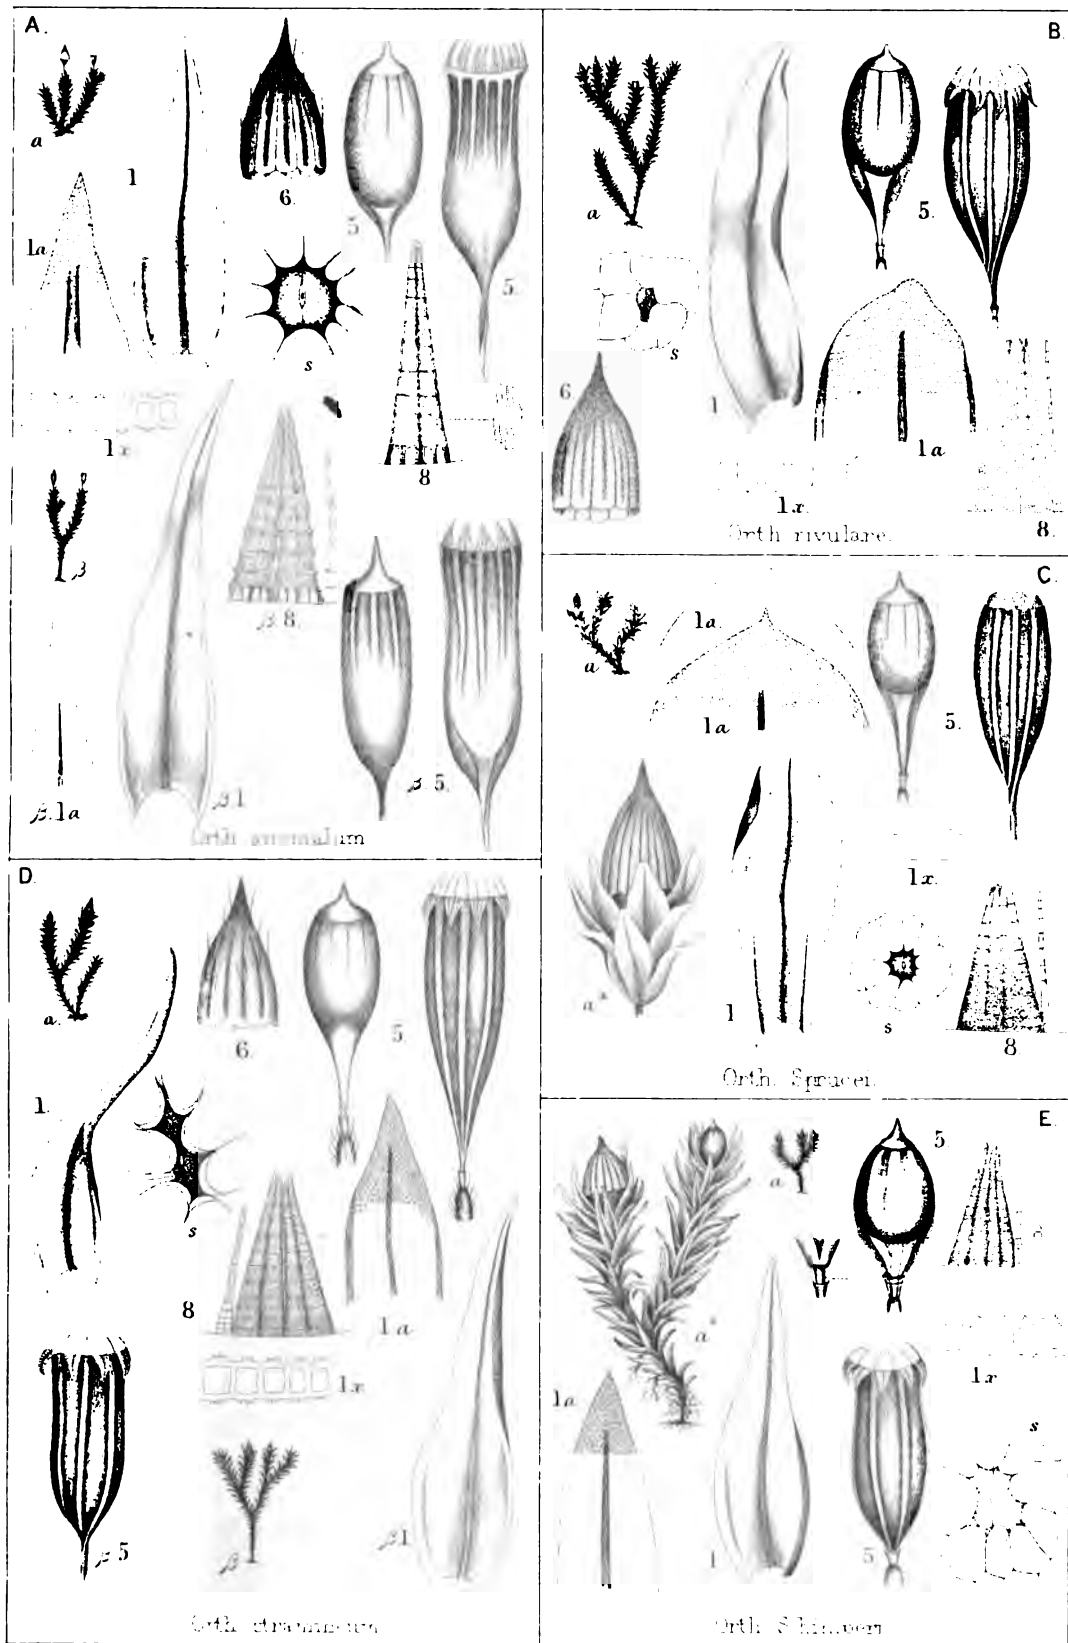 A.
a
1
6.
5
5.
1a
s
8
1x
β
β 8.
β. 5.
β. 1a
β 1
Orth. anomalum
B.
a
5.
s
1
6
1a
1x.
8.
Orth rivulare.
C.
a
1a
1a
5.
1x.
a*
1
s
8
Orth. Sprucei.
D.
a.
6.
5.
1.
s
8
1a
1x
β 5
β
β 1
Orth. stramineum
E.
a
5
a*
1x
1a
s
1
5
Orth. Schimperi